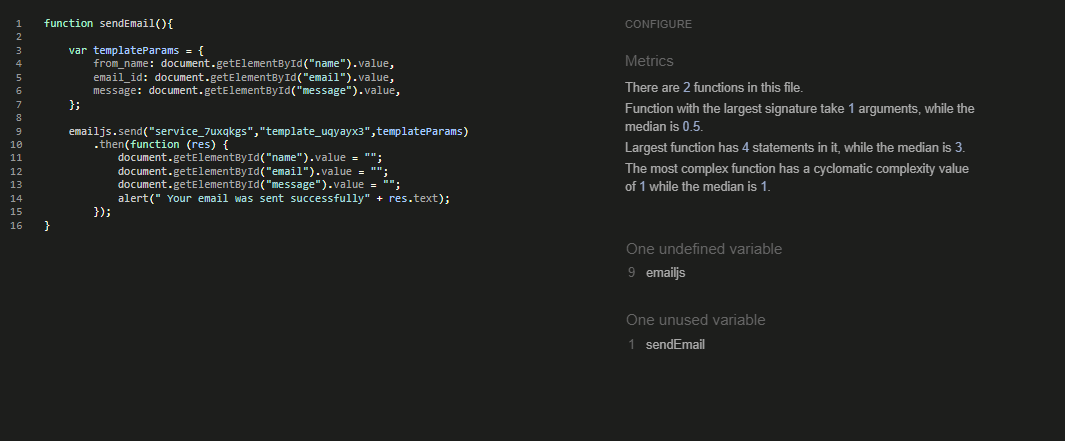 1 function sendEmail(){
2
3 var templateParams = {
4 from_name: document.getElementById("name").value,
5 email_id: document.getElementById("email").value,
6 message: document.getElementById("message").value,
7 };
8
9 emailjs.send("service_7uxqkgs","template_uqyayx3",templateParams)
10 .then(function (res) {
11 document.getElementById("name").value = "";
12 document.getElementById("email").value = "";
13 document.getElementById("message").value = "";
14 alert(" Your email was sent successfully" + res.text);
15 });
16 }
CONFIGURE
Metrics
There are 2 functions in this file.
Function with the largest signature take 1 arguments, while the
median is 0.5.
Largest function has 4 statements in it, while the median is 3.
The most complex function has a cyclomatic complexity value
of 1 while the median is 1.
One undefined variable
9 emailjs
One unused variable
1 sendEmail